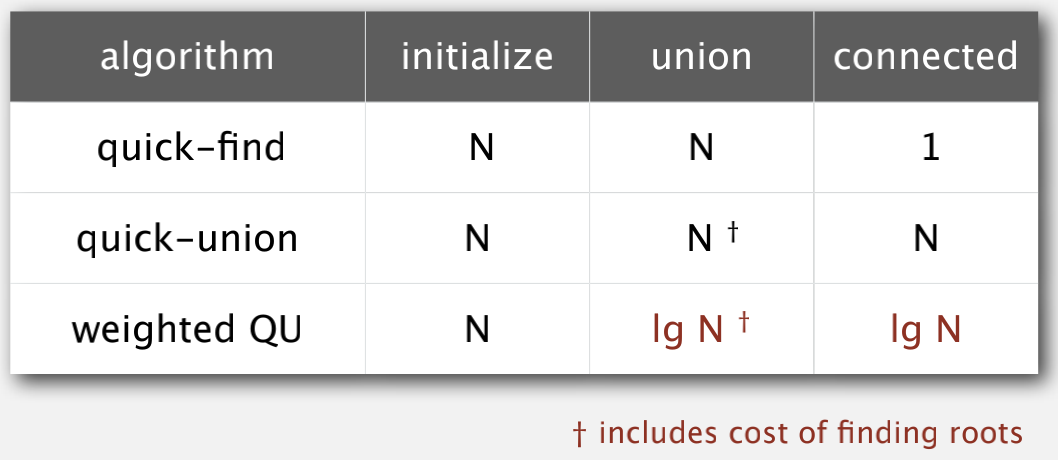 algorithm initialize union connected
quick-find N N 1
quick-union N N † N
weighted QU N lg N † lg N
† includes cost of finding roots